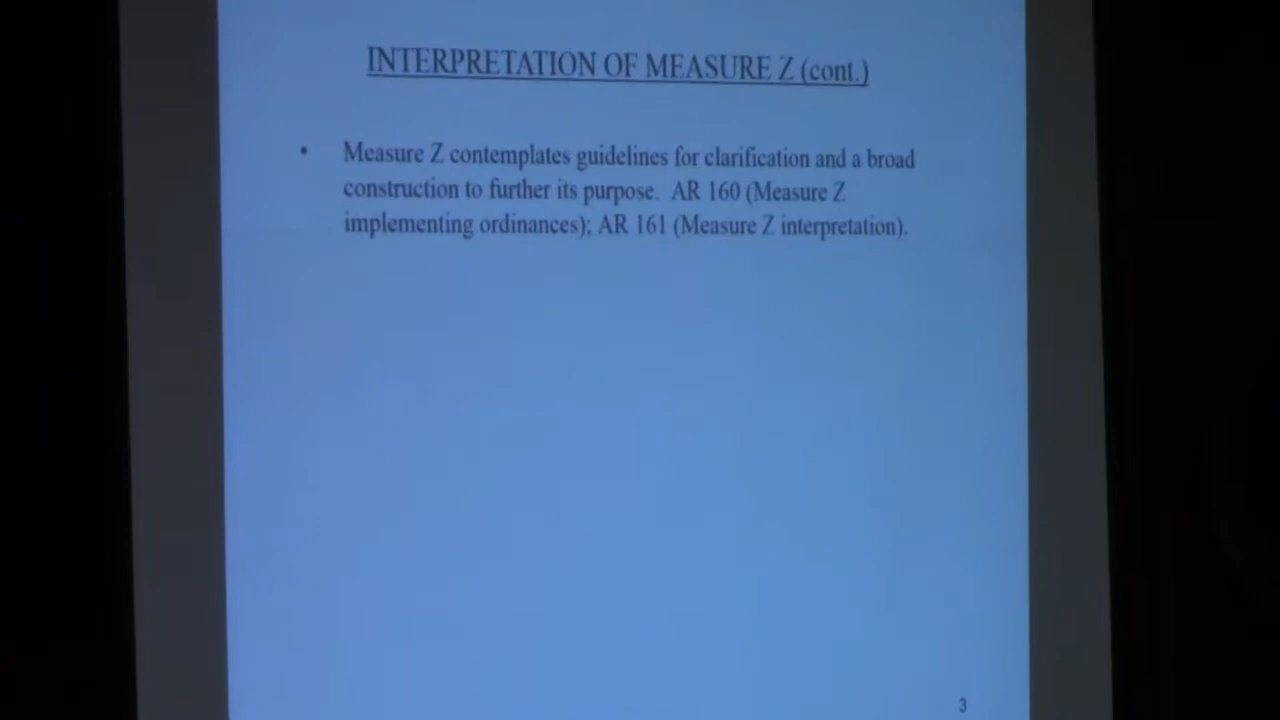 INTERPRETATION OF MEASURE Z (cont.)
• Measure Z contemplates guidelines for clarification and a broad
construction to further its purpose. AR 160 (Measure Z
implementing ordinances); AR 161 (Measure Z interpretation).
3